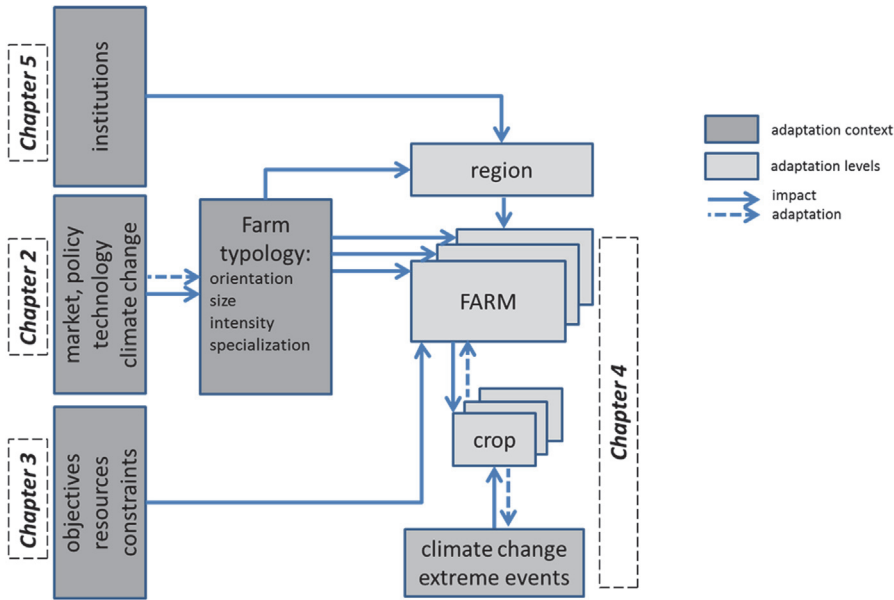 Chapter 5
institutions
region
adaptation context
adaptation levels
impact
adaptation
Chapter 2
market, policy
technology
climate change
Farm
typology:
orientation
size
intensity
specialization
FARM
Chapter 4
crop
Chapter 3
objectives
resources
constraints
climate change
extreme events